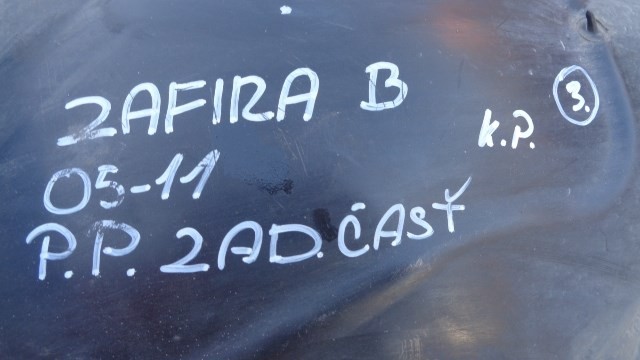 ZAFIRA B
05-11
P.P. ZAD. ČASŤ
K.P.
3.